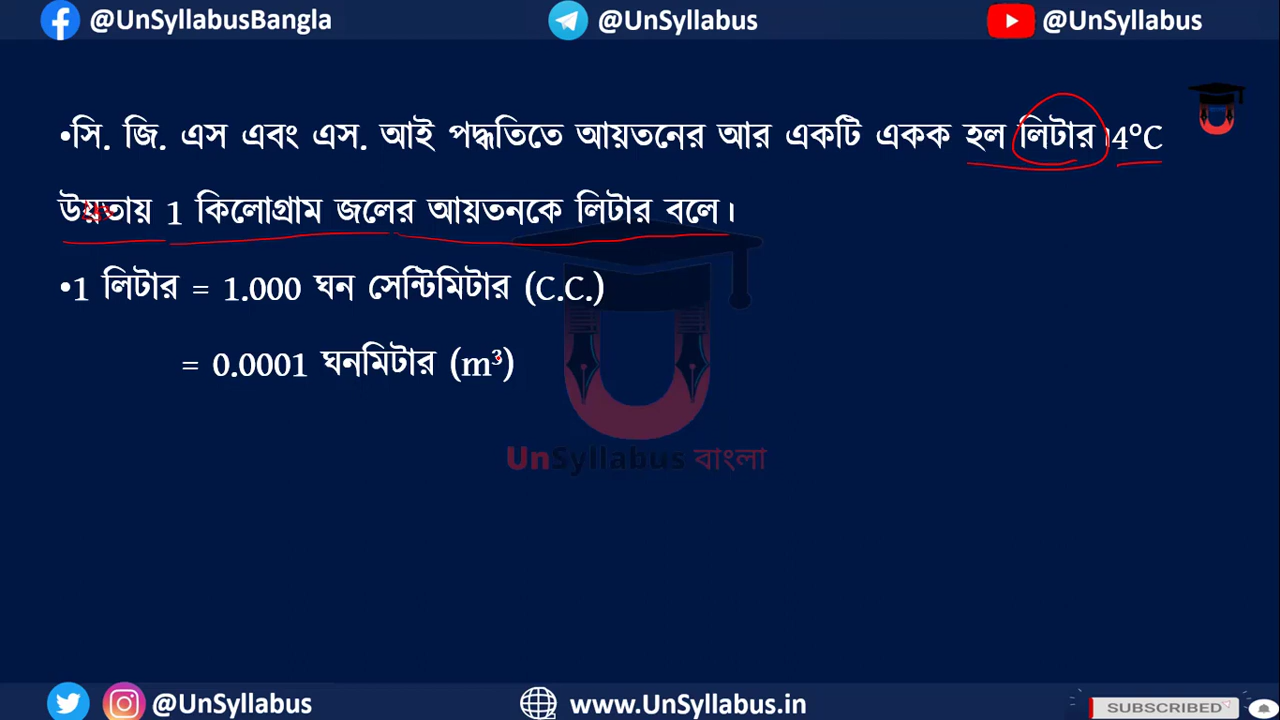 @UnSyllabusBangla @UnSyllabus @UnSyllabus
•সি. জি. এস এবং এস. আই পদ্ধতিতে আয়তনের আর একটি একক হল লিটার। 4°C
উষ্ণতায় 1 কিলোগ্রাম জলের আয়তনকে লিটার বলে।
•1 লিটার = 1.000 ঘন সেন্টিমিটার (C.C.)
= 0.0001 ঘনমিটার (m³)
UnSyllabus বাংলা
@UnSyllabus www.UnSyllabus.in SUBSCRIBED